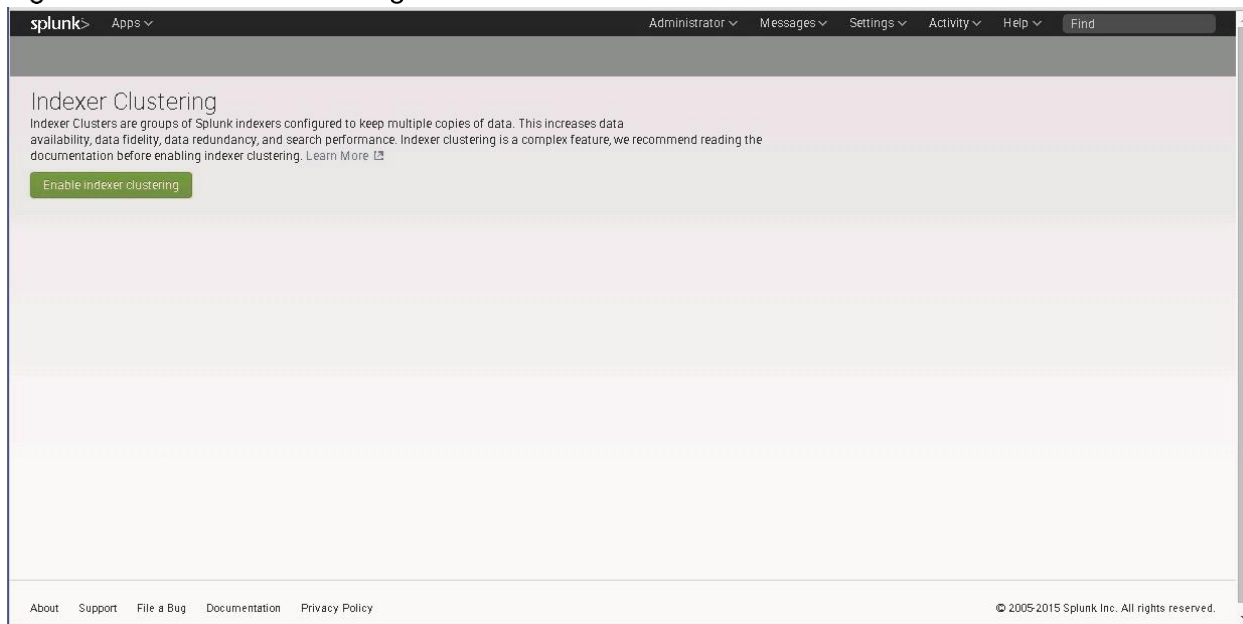 splunk> Apps Administrator Messages Settings Activity Help Find
Indexer Clustering
Indexer Clusters are groups of Splunk indexers configured to keep multiple copies of data. This increases data
availability, data fidelity, data redundancy, and search performance. Indexer clustering is a complex feature, we recommend reading the
documentation before enabling indexer clustering. Learn More
Enable indexer clustering
About Support File a Bug Documentation Privacy Policy © 2005-2015 Splunk Inc. All rights reserved.